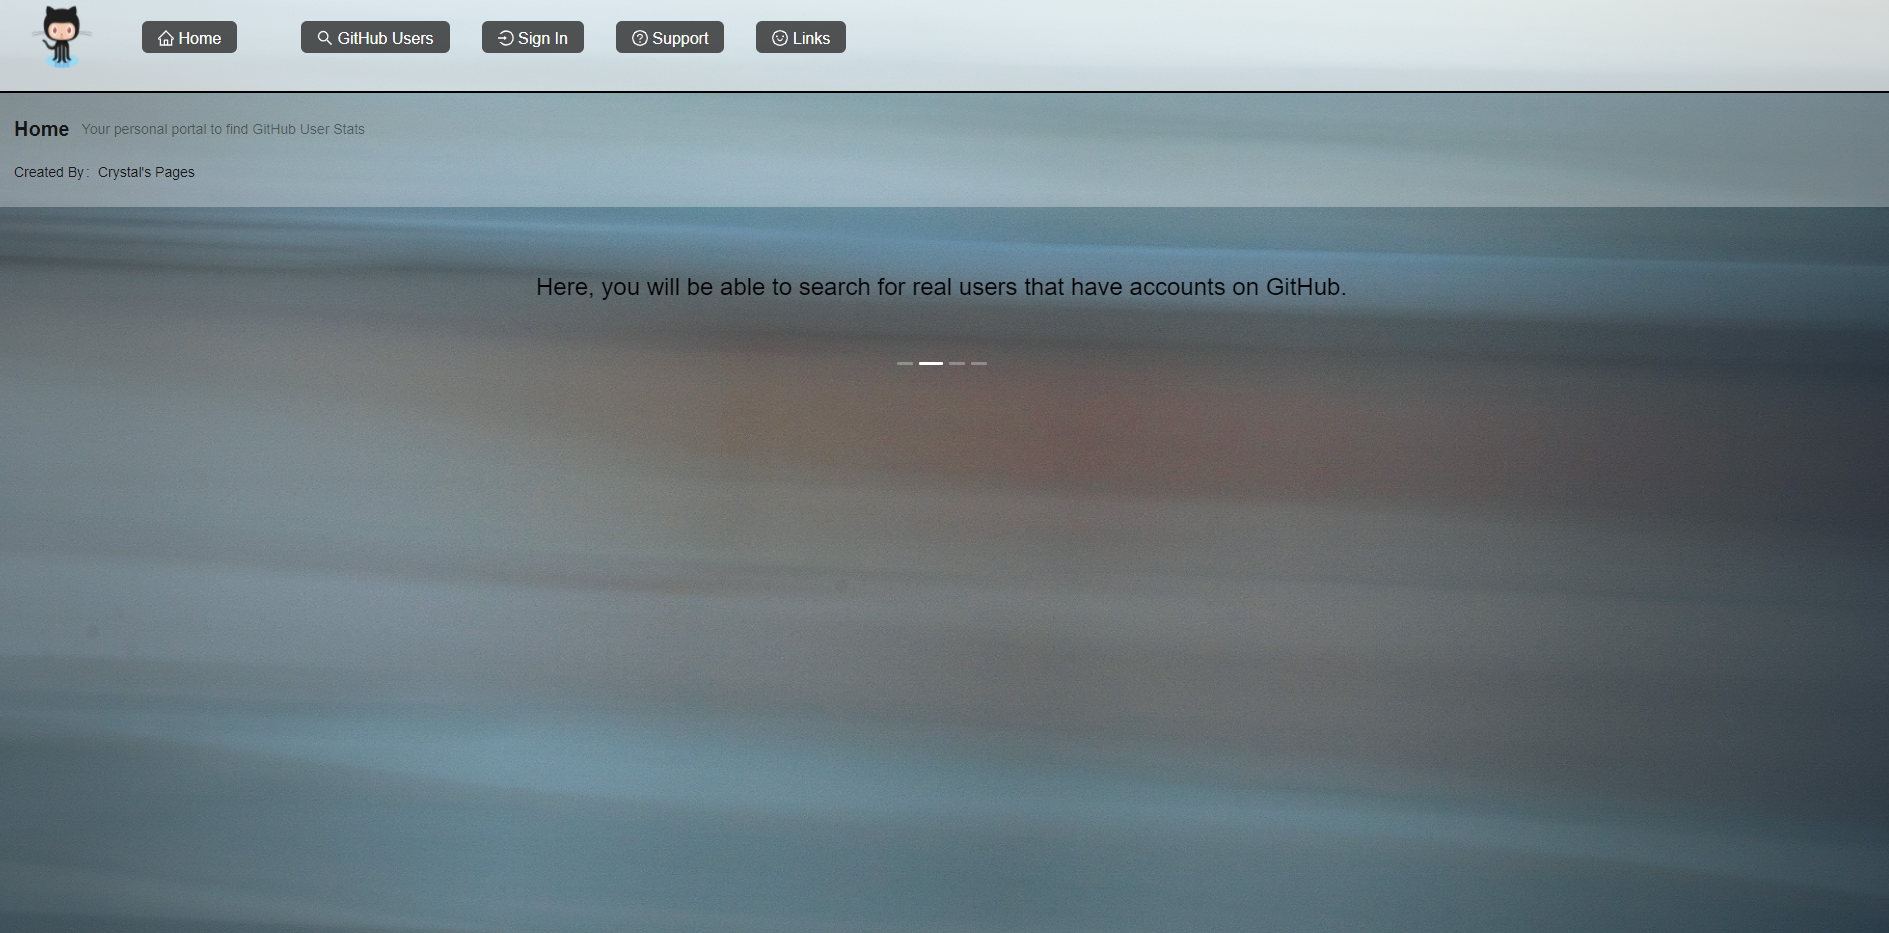 Home GitHub Users Sign In Support Links
Home Your personal portal to find GitHub User Stats
Created By: Crystal's Pages
Here, you will be able to search for real users that have accounts on GitHub.